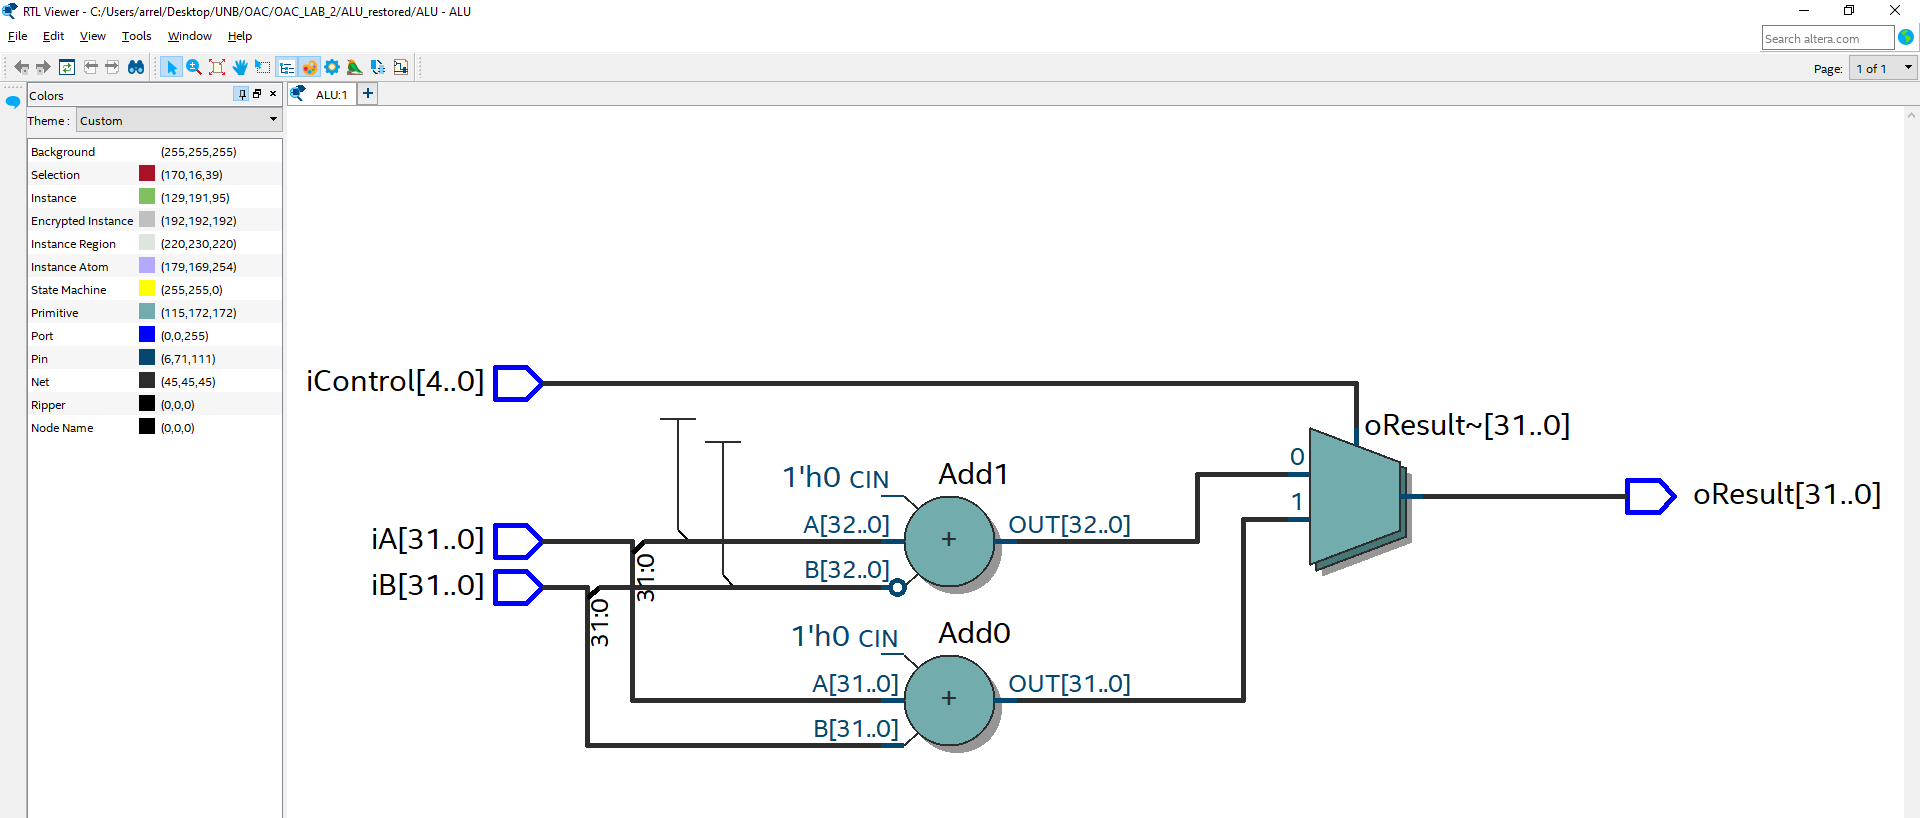 RTL Viewer - C:/Users/arrel/Desktop/UNB/OAC/OAC_LAB_2/ALU_restored/ALU - ALU
File Edit View Tools Window Help
Search altera.com
Page: 1 of 1
Colors
ALU:1
Theme : Custom
Background (255,255,255)
Selection (170,16,39)
Instance (129,191,95)
Encrypted Instance (192,192,192)
Instance Region (220,230,220)
Instance Atom (179,169,254)
State Machine (255,255,0)
Primitive (115,172,172)
Port (0,0,255)
Pin (6,71,111)
Net (45,45,45)
Ripper (0,0,0)
Node Name (0,0,0)
iControl[4..0]
oResult~[31..0]
0
1
oResult[31..0]
Add1
1'h0 CIN
A[32..0]
B[32..0]
+
OUT[32..0]
iA[31..0]
iB[31..0]
31:0
31:0
Add0
1'h0 CIN
A[31..0]
B[31..0]
+
OUT[31..0]